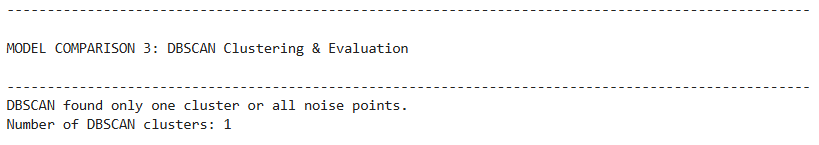 ----------------------------------------------------------------------------------------------------
MODEL COMPARISON 3: DBSCAN Clustering & Evaluation
----------------------------------------------------------------------------------------------------
DBSCAN found only one cluster or all noise points.
Number of DBSCAN clusters: 1